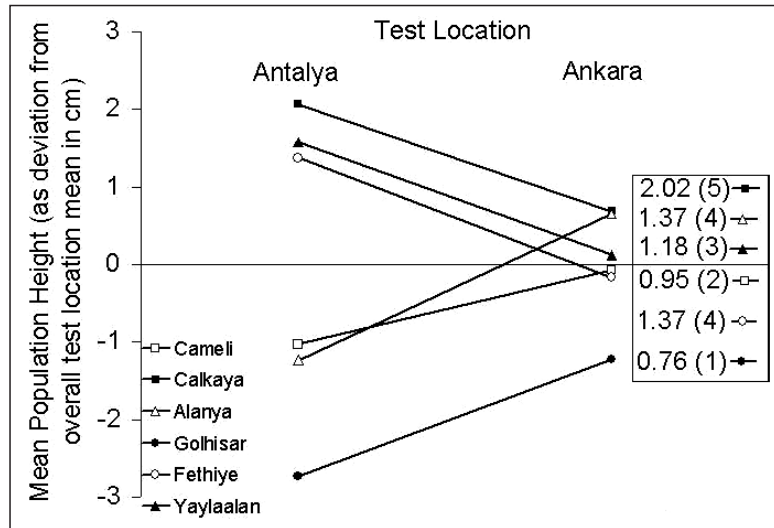 Test Location
Antalya Ankara
Mean Population Height (as deviation from
overall test location mean in cm)
3
2
1
0
-1
-2
-3
2.02 (5)
1.37 (4)
1.18 (3)
0.95 (2)
1.37 (4)
0.76 (1)
Cameli
Calkaya
Alanya
Golhisar
Fethiye
Yaylaalan